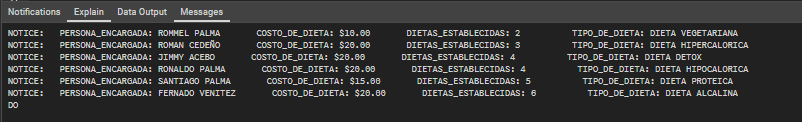 Notifications Explain Data Output Messages
NOTICE: PERSONA_ENCARGADA: ROMMEL PALMA COSTO_DE_DIETA: $10.00 DIETAS_ESTABLECIDAS: 2 TIPO_DE_DIETA: DIETA VEGETARIANA
NOTICE: PERSONA_ENCARGADA: ROMAN CEDEÑO COSTO_DE_DIETA: $20.00 DIETAS_ESTABLECIDAS: 3 TIPO_DE_DIETA: DIETA HIPERCALORICA
NOTICE: PERSONA_ENCARGADA: JIMMY ACEBO COSTO_DE_DIETA: $20.00 DIETAS_ESTABLECIDAS: 4 TIPO_DE_DIETA: DIETA DETOX
NOTICE: PERSONA_ENCARGADA: RONALDO PALMA COSTO_DE_DIETA: $20.00 DIETAS_ESTABLECIDAS: 4 TIPO_DE_DIETA: DIETA HIPOCALORICA
NOTICE: PERSONA_ENCARGADA: SANTIAGO PALMA COSTO_DE_DIETA: $15.00 DIETAS_ESTABLECIDAS: 5 TIPO_DE_DIETA: DIETA PROTEICA
NOTICE: PERSONA_ENCARGADA: FERNADO VENITEZ COSTO_DE_DIETA: $20.00 DIETAS_ESTABLECIDAS: 6 TIPO_DE_DIETA: DIETA ALCALINA
DO